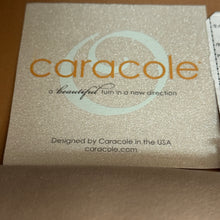 caracole
a beautiful turn in a new direction
Designed by Caracole in the USA
caracole.com